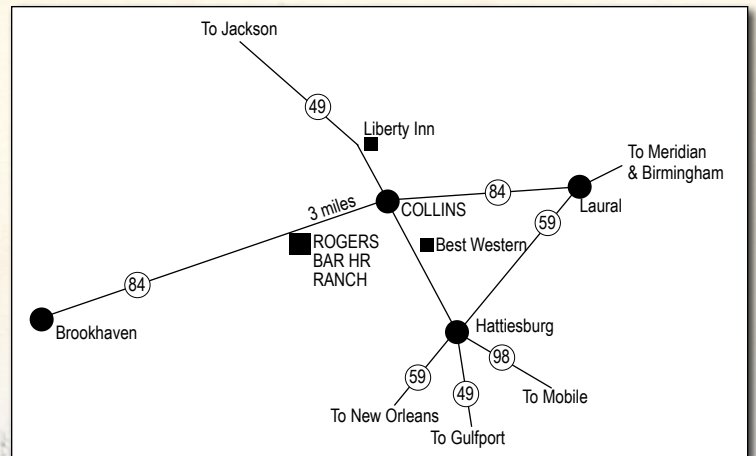 To Jackson
49
Liberty Inn
To Meridian
& Birmingham
84
3 miles
COLLINS
Laural
59
ROGERS
BAR HR
RANCH
Best Western
84
Brookhaven
Hattiesburg
98
59
49
To Mobile
To New Orleans
To Gulfport